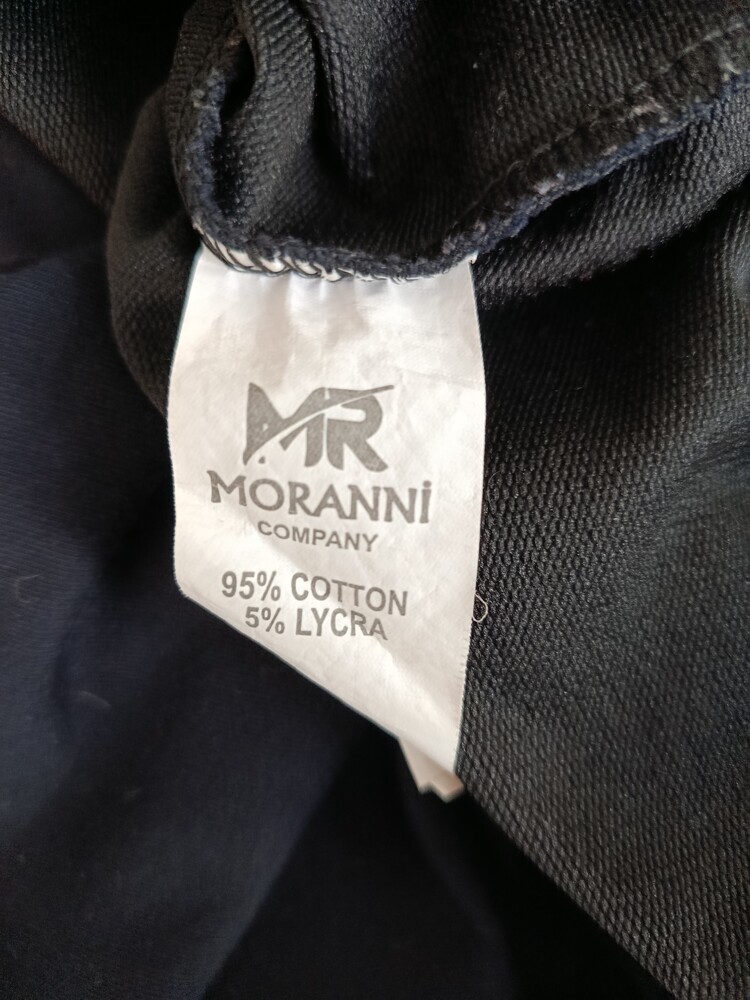 MR
MORANNİ
COMPANY
95% COTTON
5% LYCRA